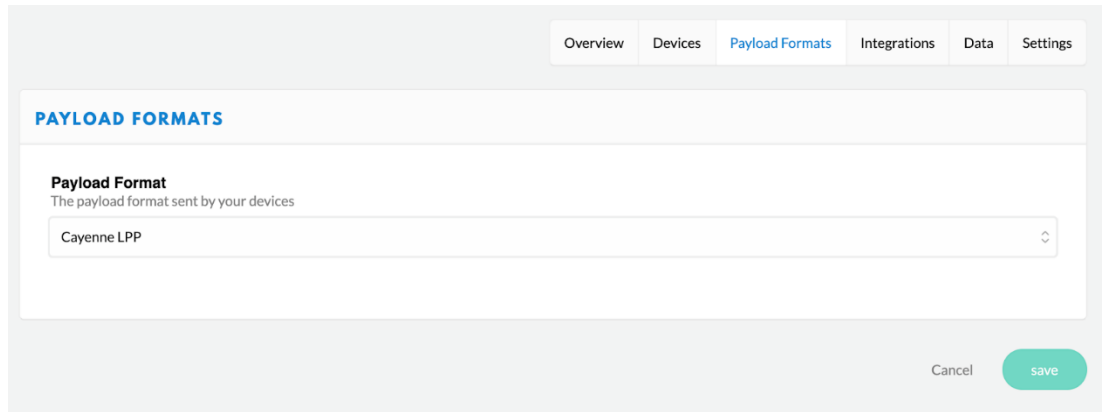 Overview Devices Payload Formats Integrations Data Settings
PAYLOAD FORMATS
Payload Format
The payload format sent by your devices
Cayenne LPP
Cancel save